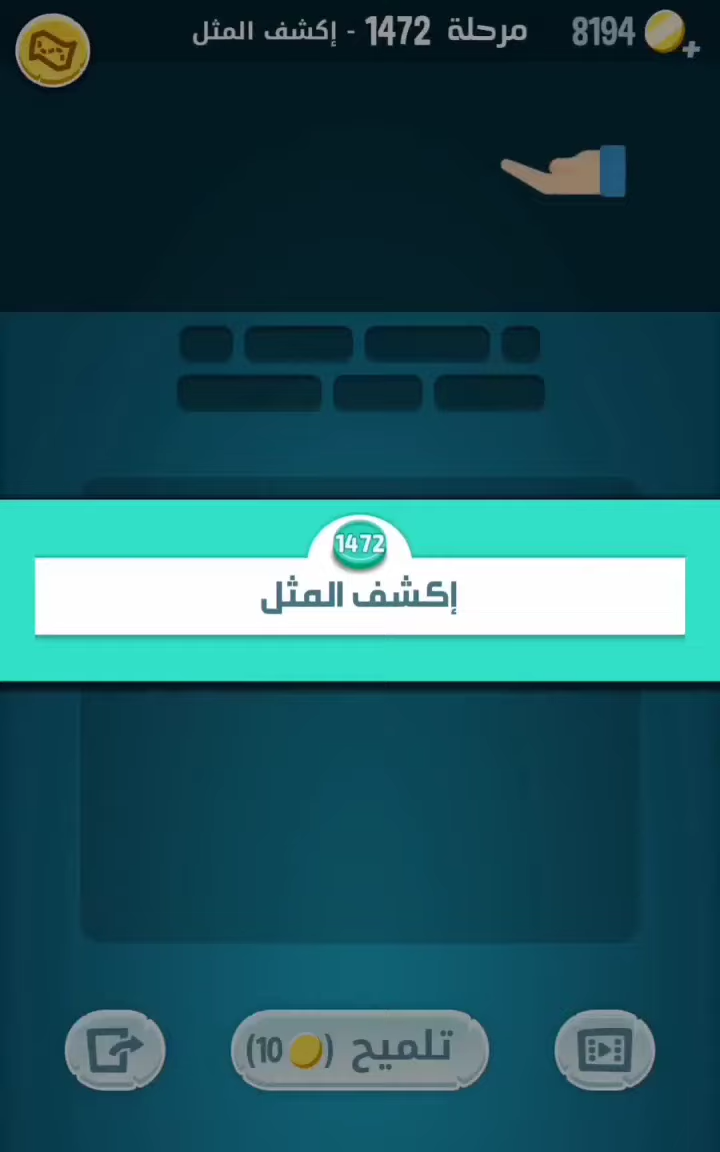 مرحلة 1472 - إكشف المثل
8194
1472
إكشف المثل
تلميح (10)